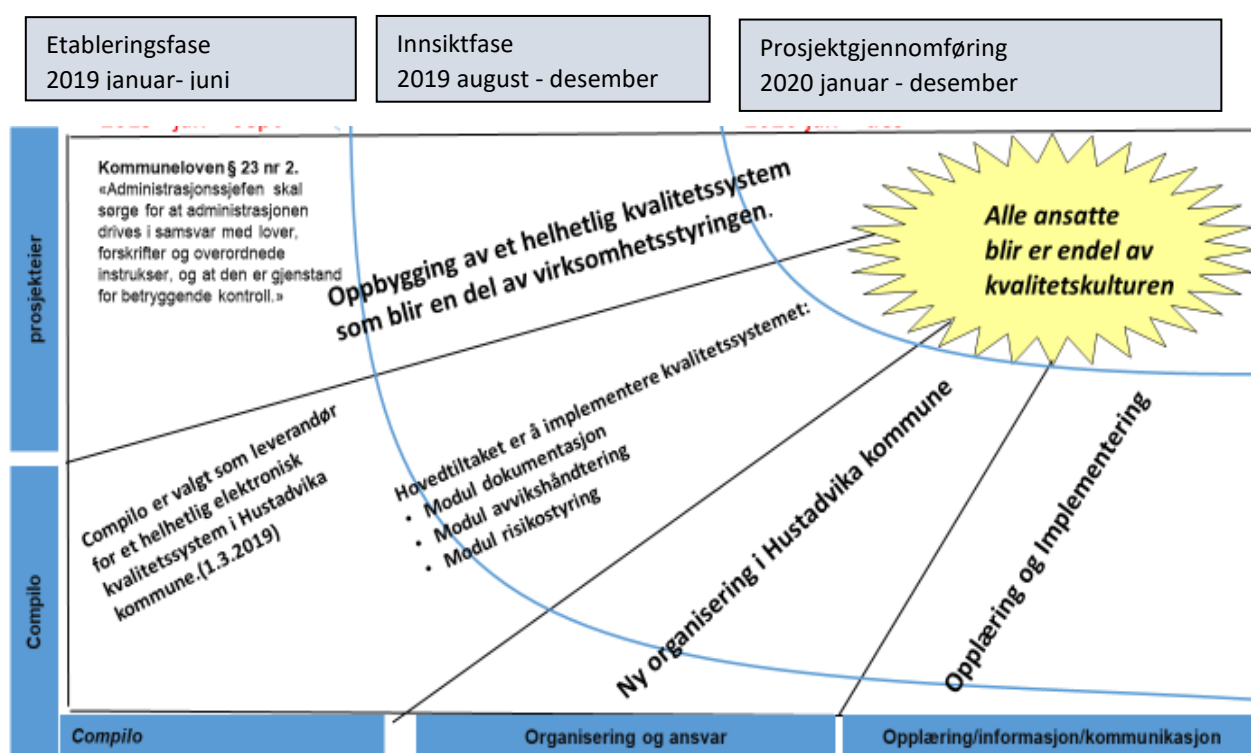 Etableringsfase
2019 januar- juni
Innsiktfase
2019 august - desember
Prosjektgjennomføring
2020 januar - desember
prosjekteier
Kommuneloven § 23 nr 2.
«Administrasjonssjefen skal
sørge for at administrasjonen
drives i samsvar med lover,
forskrifter og overordnede
instrukser, og at den er gjenstand
for betryggende kontroll.»
Oppbygging av et helhetlig kvalitetssystem
som blir en del av virksomhetsstyringen.
Alle ansatte
blir er endel av
kvalitetskulturen
Compilo
Compilo er valgt som leverandør
for et helhetlig elektronisk
kvalitetssystem i Hustadvika
kommune.(1.3.2019)
Hovedtiltaket er å implementere kvalitetssystemet:
• Modul dokumentasjon
• Modul avvikshåndtering
• Modul risikostyring
Ny organisering i Hustadvika kommune
Opplæring og Implementering
Compilo
Organisering og ansvar
Opplæring/informasjon/kommunikasjon